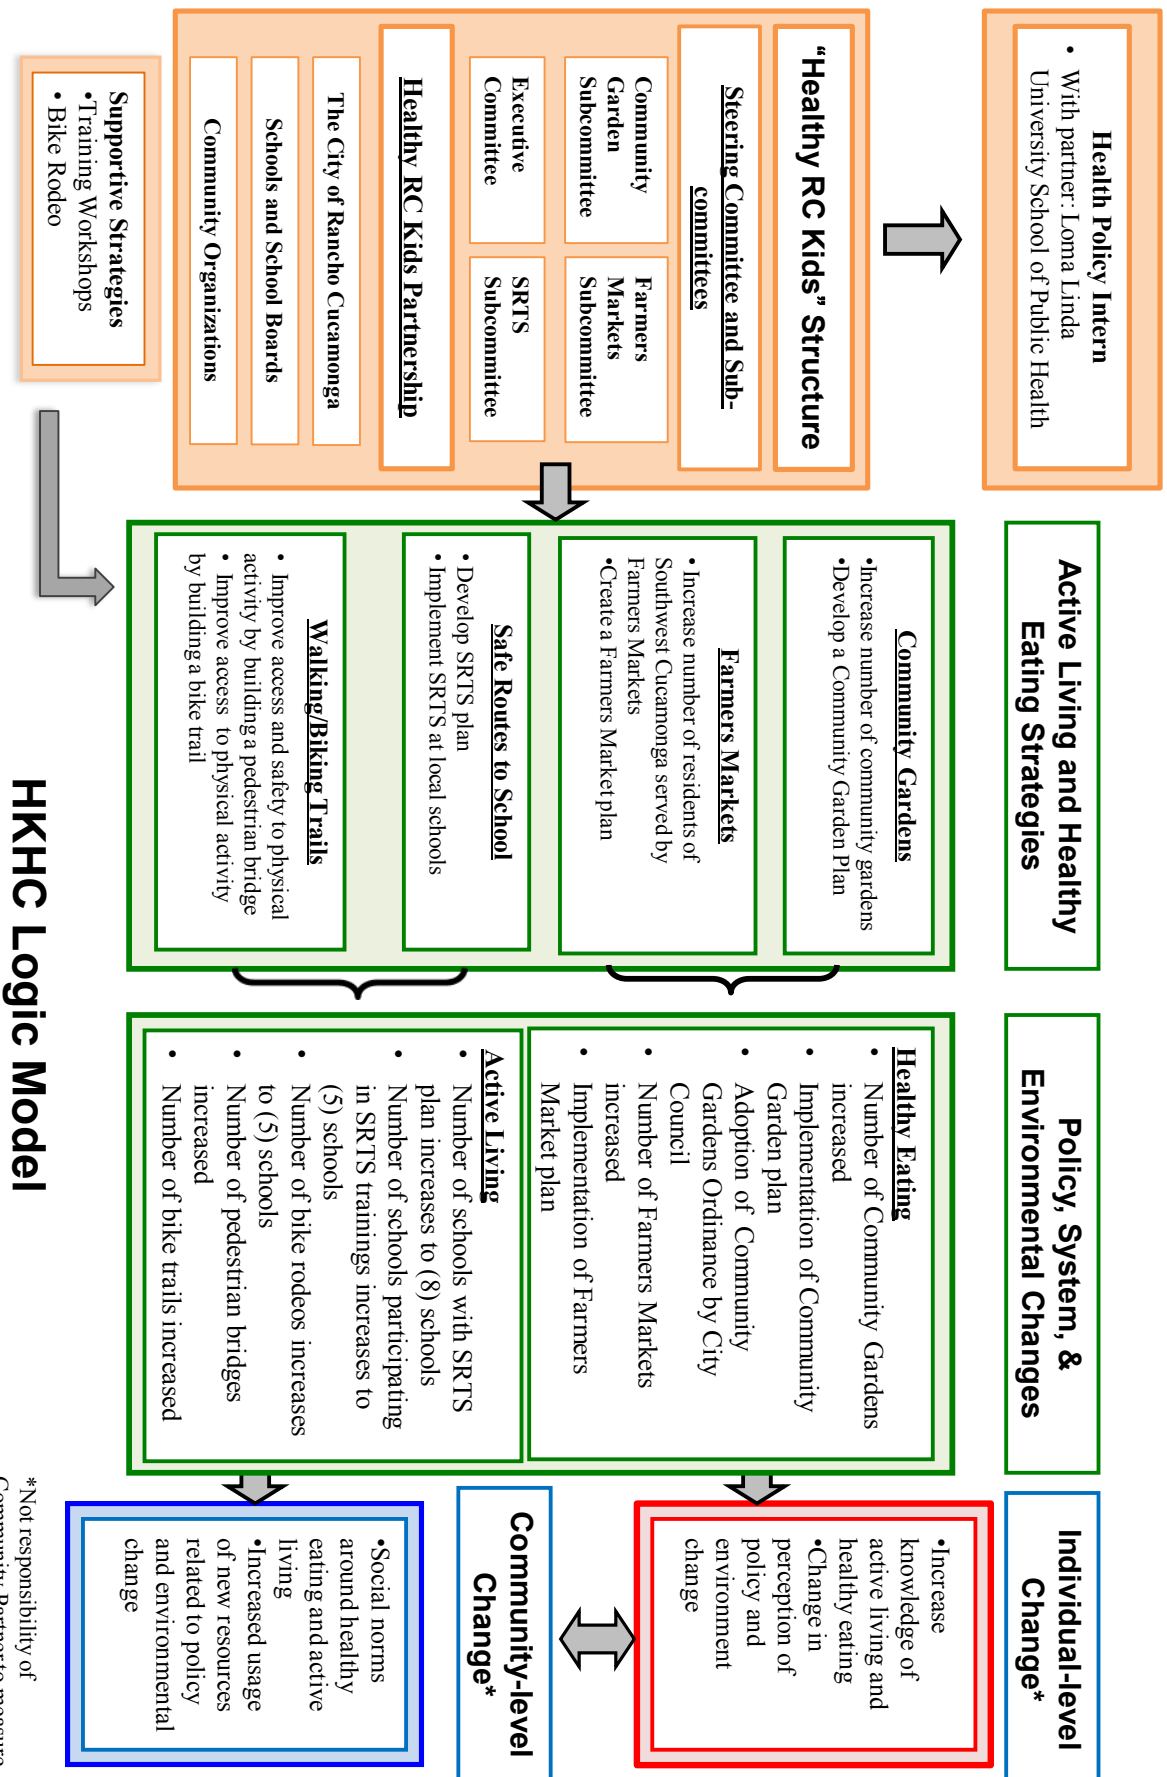 HKHC Logic Model
Health Policy Intern
• With partner: Loma Linda
University School of Public Health
"Healthy RC Kids" Structure
Steering Committee and Sub-
committees
Community
Garden
Subcommittee
Farmers
Markets
Subcommittee
Executive
Committee
SRTS
Subcommittee
Healthy RC Kids Partnership
The City of Rancho Cucamonga
Schools and School Boards
Community Organizations
Supportive Strategies
•Training Workshops
• Bike Rodeo
Active Living and Healthy
Eating Strategies
Community Gardens
•Increase number of community gardens
•Develop a Community Garden Plan
Farmers Markets
• Increase number of residents of
Southwest Cucamonga served by
Farmers Markets
•Create a Farmers Market plan
Safe Routes to School
• Develop SRTS plan
• Implement SRTS at local schools
Walking/Biking Trails
• Improve access and safety to physical
activity by building a pedestrian bridge
• Improve access to physical activity
by building a bike trail
Policy, System, &
Environmental Changes
Healthy Eating
• Number of Community Gardens
increased
• Implementation of Community
Garden plan
• Adoption of Community
Gardens Ordinance by City
Council
• Number of Farmers Markets
increased
• Implementation of Farmers
Market plan
Active Living
• Number of schools with SRTS
plan increases to (8) schools
• Number of schools participating
in SRTS trainings increases to
(5) schools
• Number of bike rodeos increases
to (5) schools
• Number of pedestrian bridges
increased
• Number of bike trails increased
Individual-level
Change*
•Increase
knowledge of
active living and
healthy eating
•Change in
perception of
policy and
environment
change
Community-level
Change*
•Social norms
around healthy
eating and active
living
•Increased usage
of new resources
related to policy
and environmental
change
*Not responsibility of
Community Partner to measure